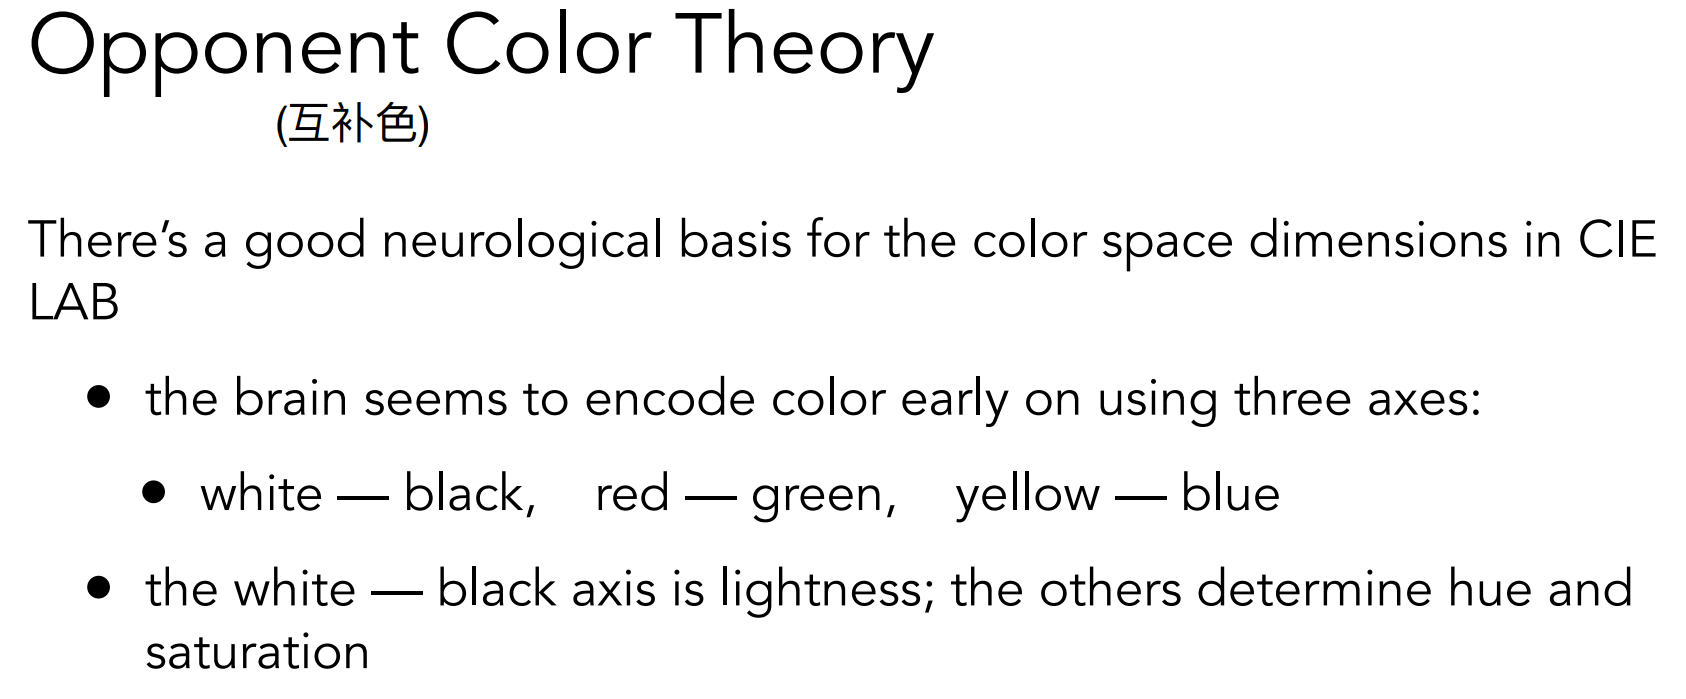 Opponent Color Theory
(互补色)
There’s a good neurological basis for the color space dimensions in CIE
LAB
• the brain seems to encode color early on using three axes:
• white — black, red — green, yellow — blue
• the white — black axis is lightness; the others determine hue and
saturation